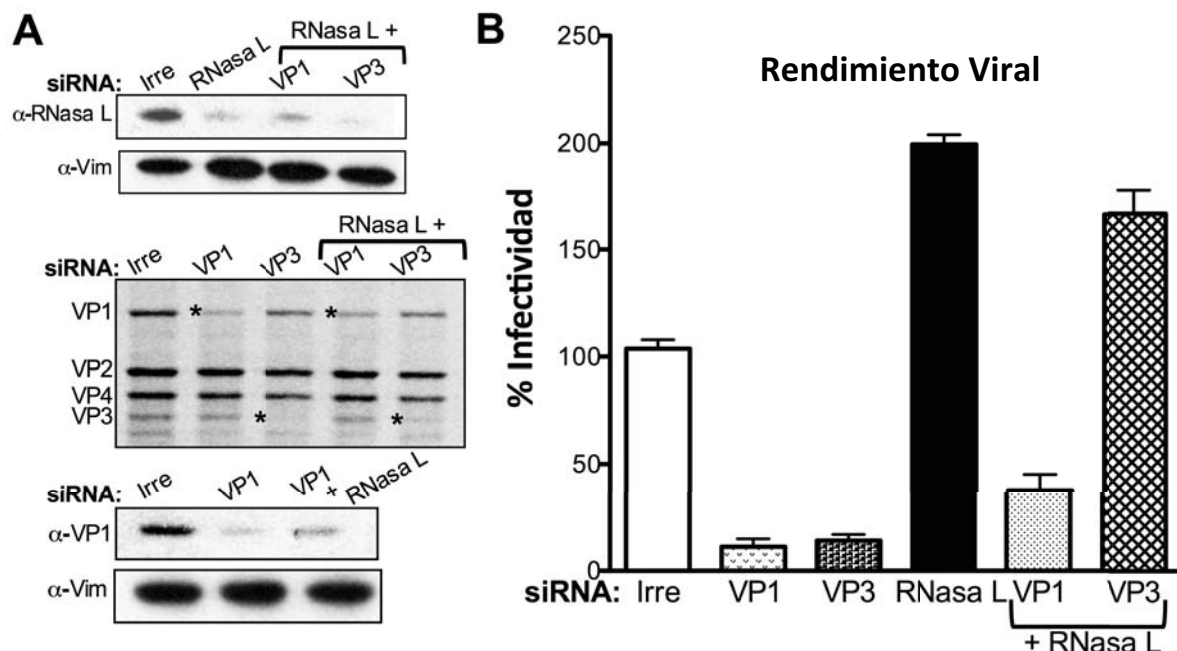 A
RNasa L +
siRNA: Irre RNasa L VP1 VP3
α-RNasa L
α-Vim
RNasa L +
siRNA: Irre VP1 VP3 VP1 VP3
VP1 * *
VP2
VP4
VP3 * *
siRNA: Irre VP1 VP1 + RNasa L
α-VP1
α-Vim
B
Rendimiento Viral
% Infectividad
250
200
150
100
50
0
siRNA: Irre VP1 VP3 RNasa L VP1 VP3
+ RNasa L